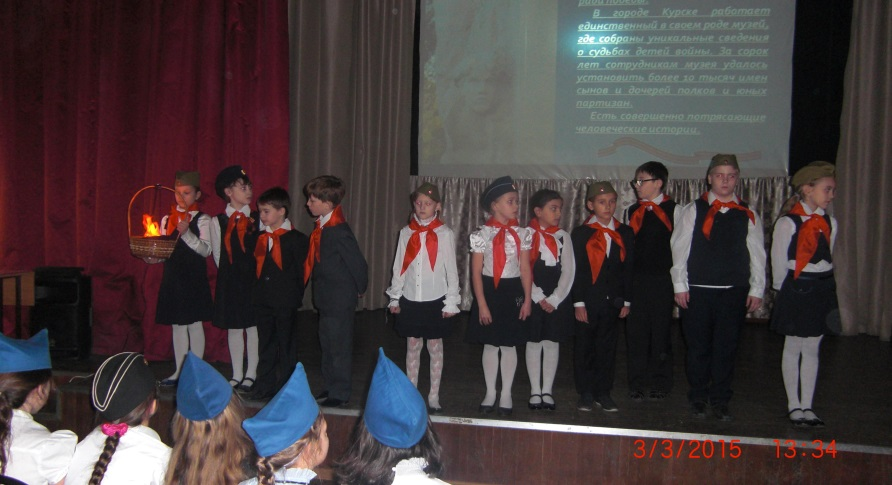 ради победы.
В городе Курске работает
единственный в своем роде музей,
где собраны уникальные сведения
о судьбах детей войны. За сорок
лет сотрудникам музея удалось
установить более 10 тысяч имен
сынов и дочерей полков и юных
партизан.
Есть совершенно потрясающие
человеческие истории.
3/3/2015 13:34